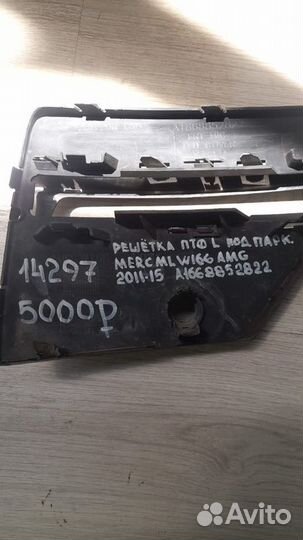 РЕШЁТКА ПТФ L ПОД ПАРК.
MERC ML W166 AMG
2011-15 A1668852822
14297
5000р
Avito